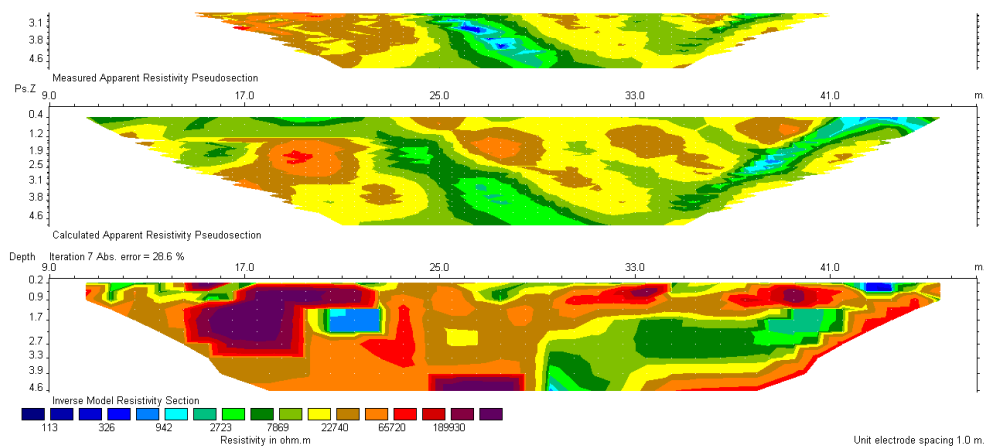 3.1
3.8
4.6
Measured Apparent Resistivity Pseudosection
Ps.Z 9.0 17.0 25.0 33.0 41.0 m.
0.4
1.2
1.9
2.5
3.1
3.8
4.6
Calculated Apparent Resistivity Pseudosection
Depth Iteration 7 Abs. error = 28.6 %
9.0 17.0 25.0 33.0 41.0 m.
0.2
0.9
1.7
2.7
3.3
3.9
4.6
Inverse Model Resistivity Section
113 326 942 2723 7869 22740 65720 189930
Resistivity in ohm.m Unit electrode spacing 1.0 m.